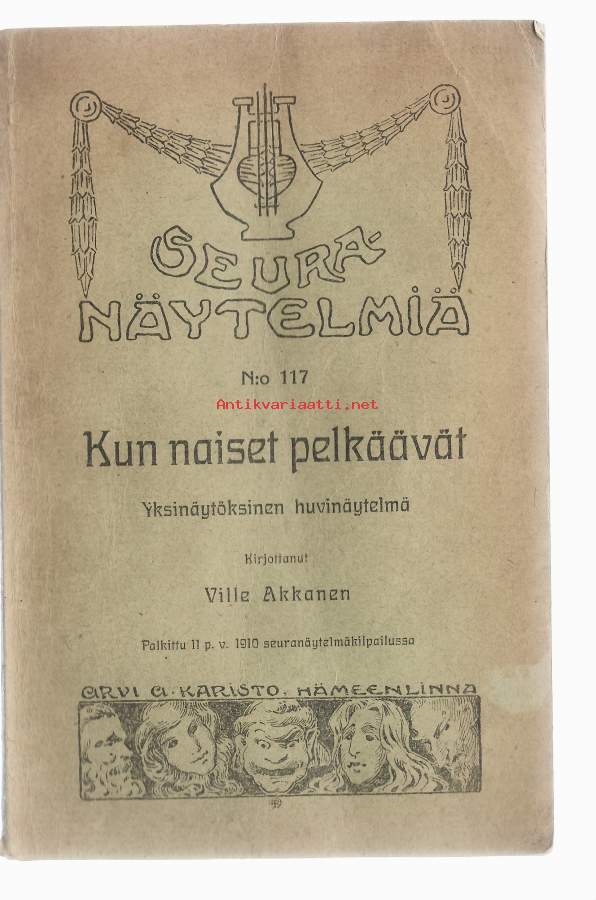 SEURA-
NÄYTELMIÄ
N:o 117
Antikvariaatti.net
Kun naiset pelkäävät
Yksinäytöksinen huvinäytelmä
Kirjottanut
Ville Akkanen
Palkittu II p. v. 1910 seuranäytelmäkilpailussa
ARVI A. KARISTO. HÄMEENLINNA